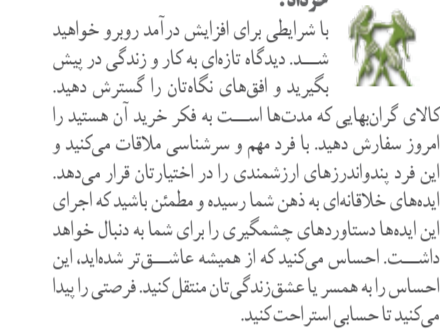 خرداد:
با شرایطی برای افزایش درآمد روبرو خواهید
شد. دیدگاه تازه‌ای به کار و زندگی در پیش
بگیرید و افق‌های نگاه‌تان را گسترش دهید.
کالای گران‌بهایی که مدت‌ها است به فکر خرید آن هستید را
امروز سفارش دهید. با فرد مهم و سرشناسی ملاقات می‌کنید و
این فرد پندواندرزهای ارزشمندی را در اختیارتان قرار می‌دهد.
ایده‌های خلاقانه‌ای به ذهن شما رسیده و مطمئن باشید که اجرای
این ایده‌ها دستاوردهای چشمگیری را برای شما به دنبال خواهد
داشت. احساس می‌کنید که از همیشه عاشق‌تر شده‌اید، این
احساس را به همسر یا عشق‌زندگی‌تان منتقل کنید. فرصتی را پیدا
می‌کنید تا حسابی استراحت کنید.